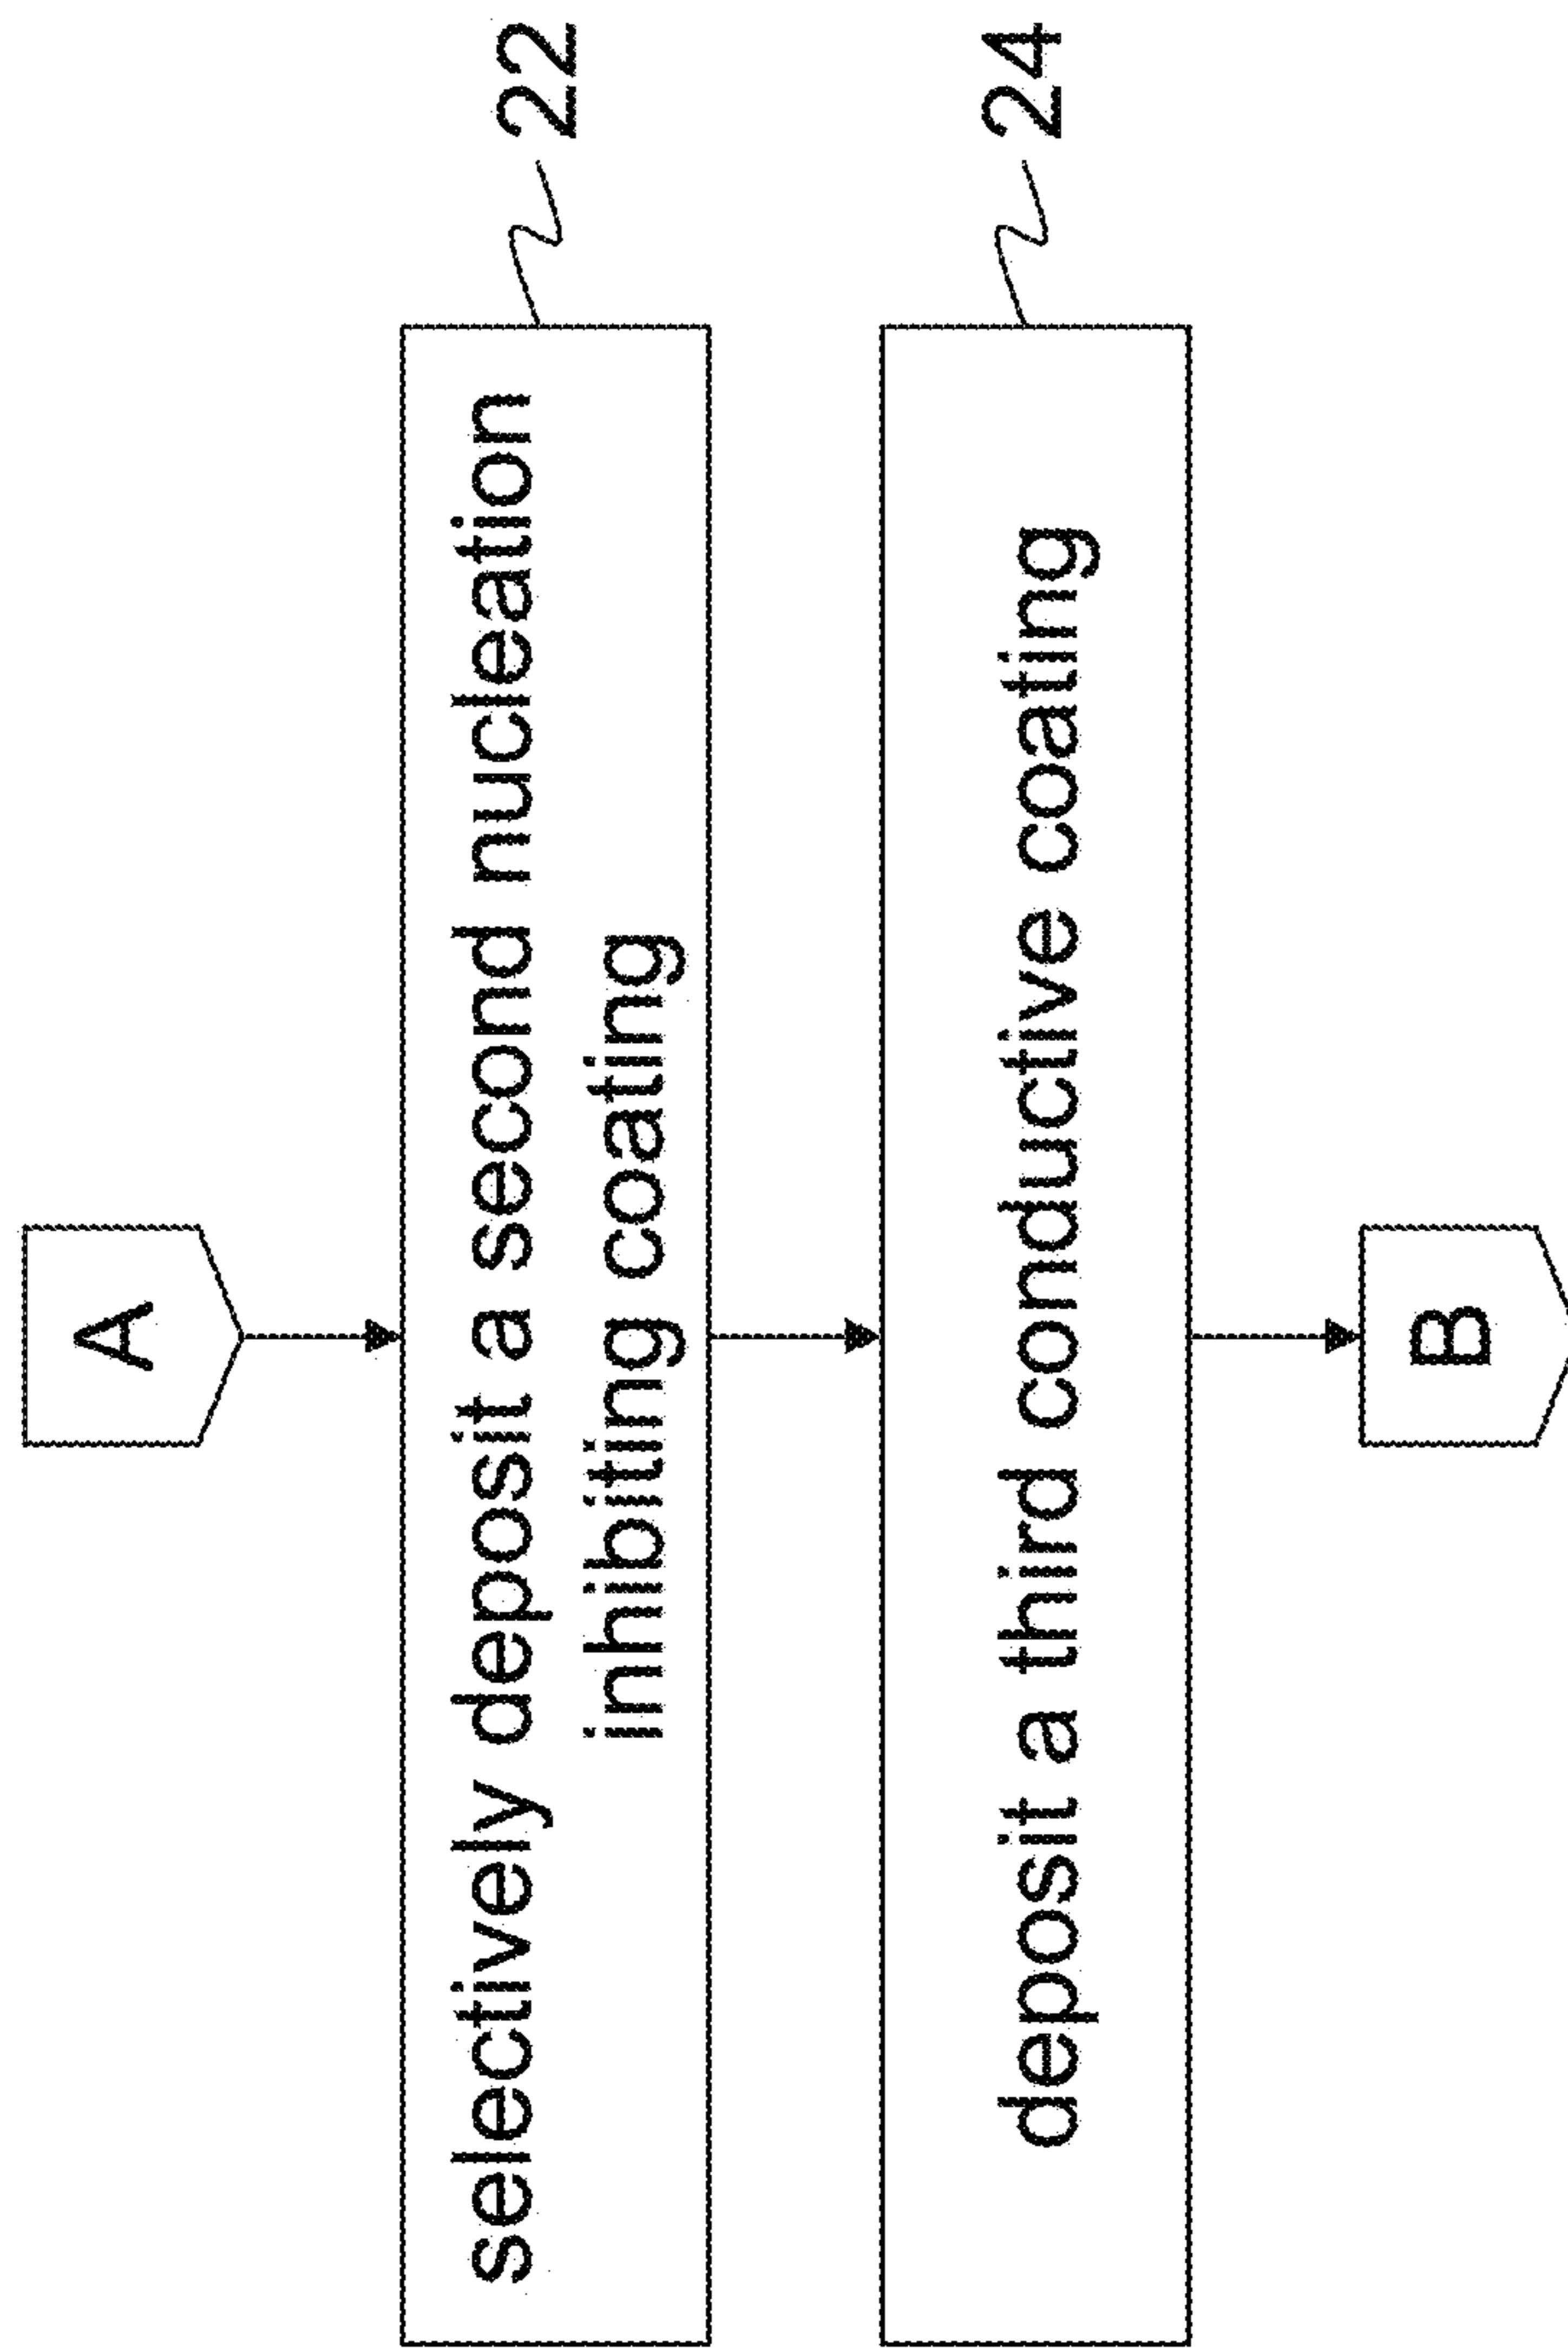 A
selectively deposit a second nucleation
inhibiting coating
22
deposit a third conductive coating
24
B